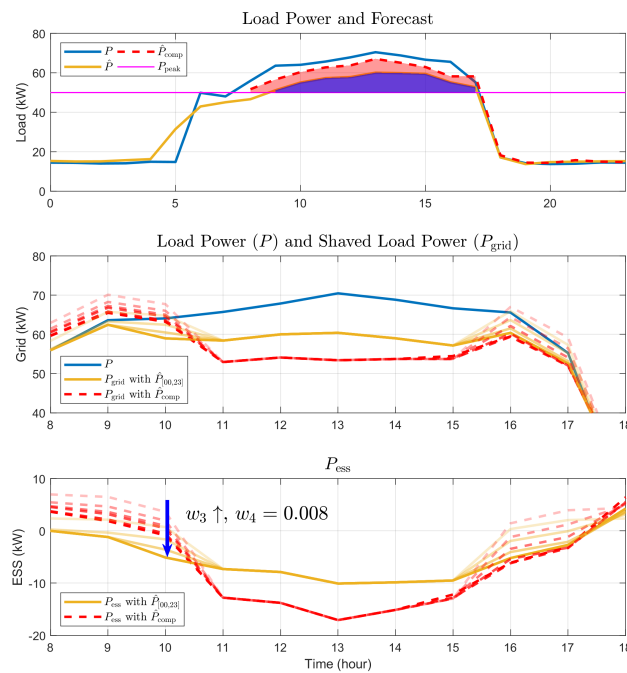 Load Power and Forecast
80
60
40
20
0
Load (kW)
P
P̂comp
P̂
Ppeak
0 5 10 15 20
Load Power (P) and Shaved Load Power (Pgrid)
80
70
60
50
40
Grid (kW)
P
Pgrid with P̂[00,23]
Pgrid with P̂comp
8 9 10 11 12 13 14 15 16 17 18
Pess
10
0
-10
-20
ESS (kW)
w3 ↑, w4 = 0.008
Pess with P̂[00,23]
Pess with P̂comp
8 9 10 11 12 13 14 15 16 17 18
Time (hour)